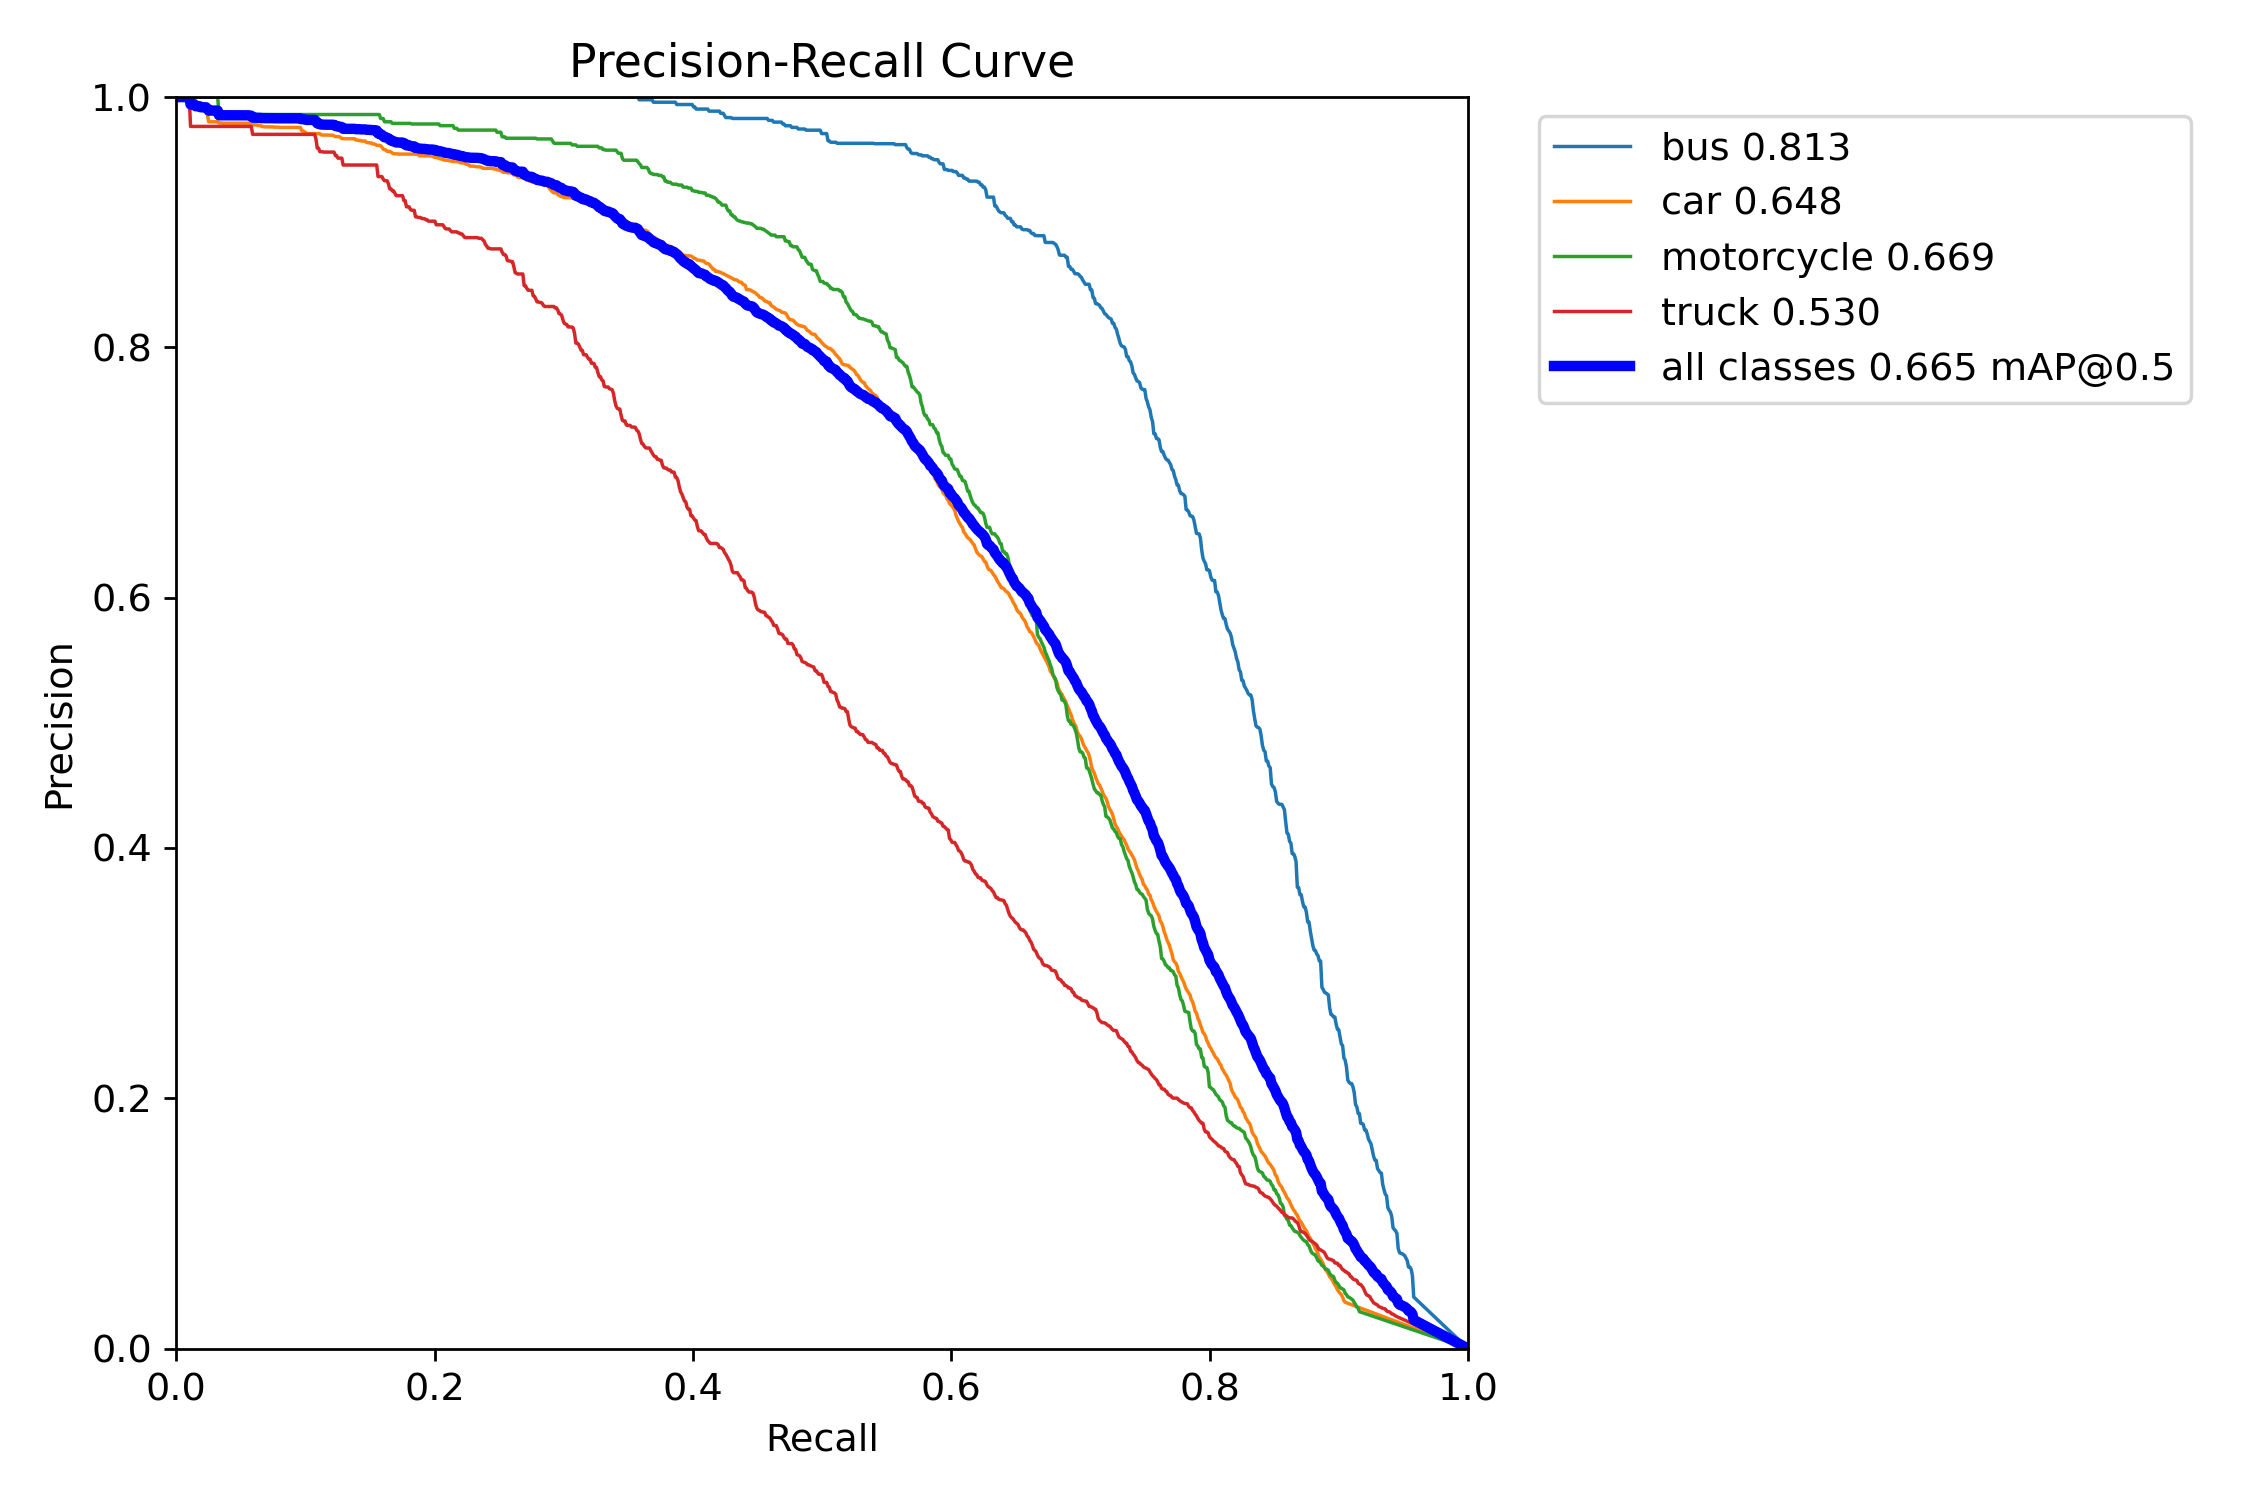 Precision-Recall Curve
1.0
0.8
0.6
0.4
0.2
0.0
Precision
0.0 0.2 0.4 0.6 0.8 1.0
Recall
bus 0.813
car 0.648
motorcycle 0.669
truck 0.530
all classes 0.665 mAP@0.5